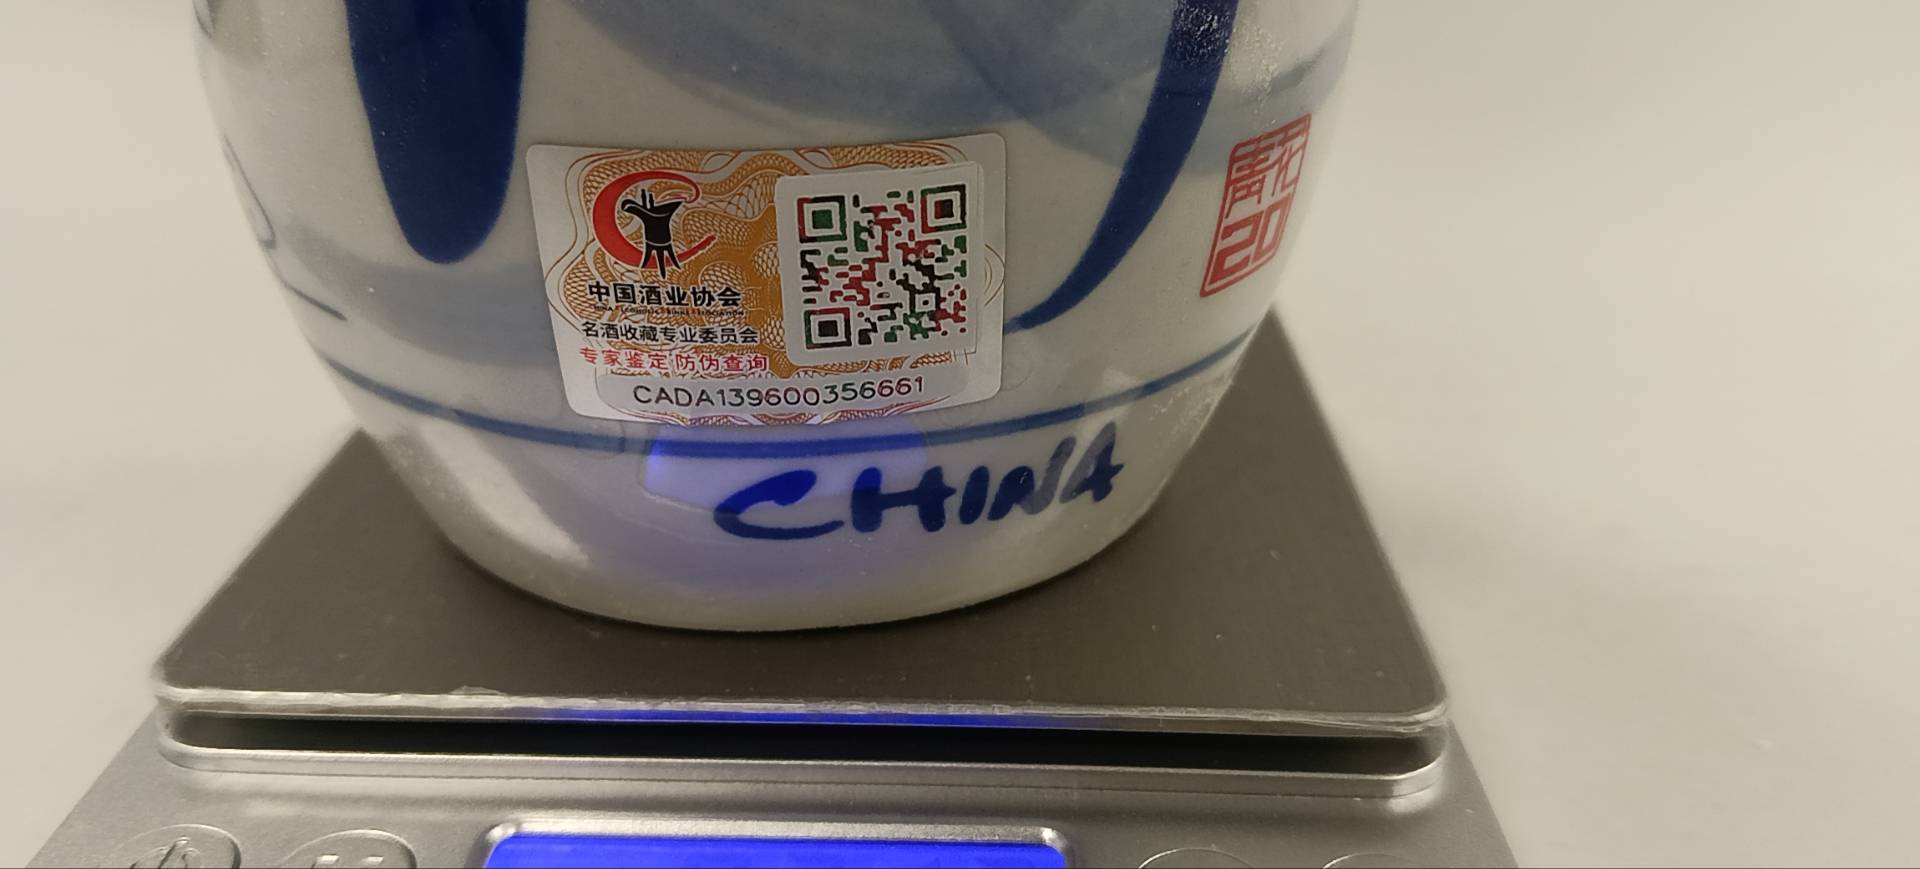 中国酒业协会
名酒收藏专业委员会
专家鉴定 防伪查询
CADA139600356661
CHINA
青花
20